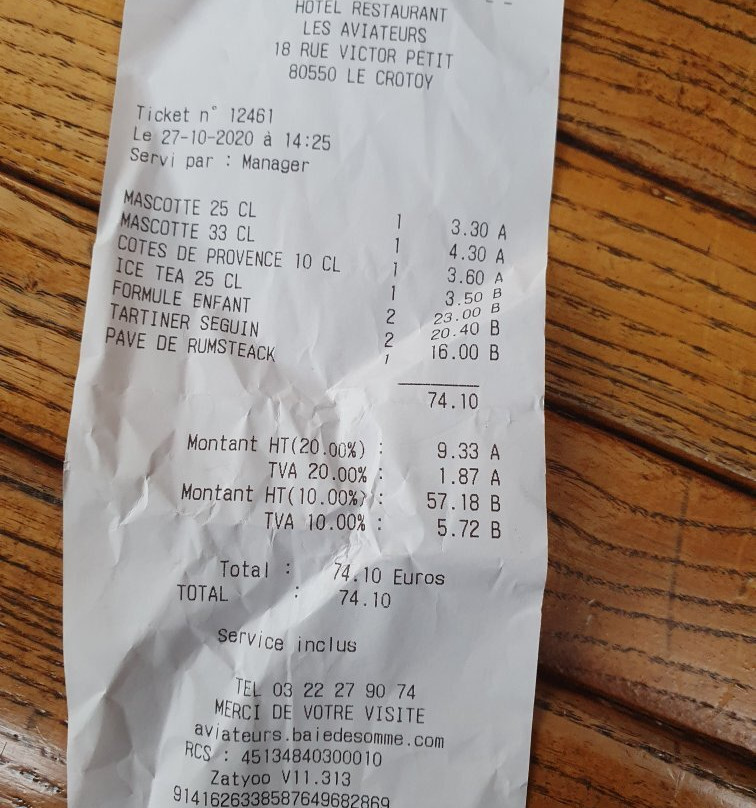 HOTEL RESTAURANT
LES AVIATEURS
18 RUE VICTOR PETIT
80550 LE CROTOY
Ticket n° 12461
Le 27-10-2020 à 14:25
Servi par : Manager
MASCOTTE 25 CL 1 3.30 A
MASCOTTE 33 CL 1 4.30 A
COTES DE PROVENCE 10 CL 1 3.60 A
ICE TEA 25 CL 1 3.50 B
FORMULE ENFANT 2 23.00 B
TARTINER SEGUIN 2 20.40 B
PAVE DE RUMSTEACK 1 16.00 B
74.10
Montant HT(20.00%) : 9.33 A
TVA 20.00% : 1.87 A
Montant HT(10.00%) : 57.18 B
TVA 10.00% : 5.72 B
Total : 74.10 Euros
TOTAL : 74.10
Service inclus
TEL 03 22 27 90 74
MERCI DE VOTRE VISITE
aviateurs.baiedesomme.com
RCS : 45134840300010
Zatyoo V11.313
9141626338587649682869